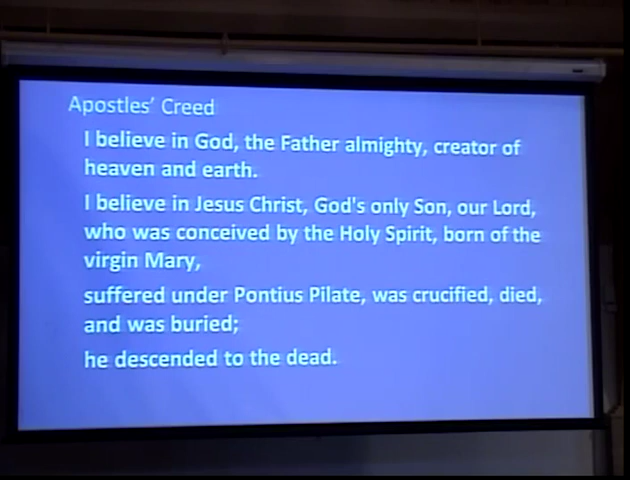 Apostles' Creed
I believe in God, the Father almighty, creator of
heaven and earth.
I believe in Jesus Christ, God's only Son, our Lord,
who was conceived by the Holy Spirit, born of the
virgin Mary,
suffered under Pontius Pilate, was crucified, died,
and was buried;
he descended to the dead.